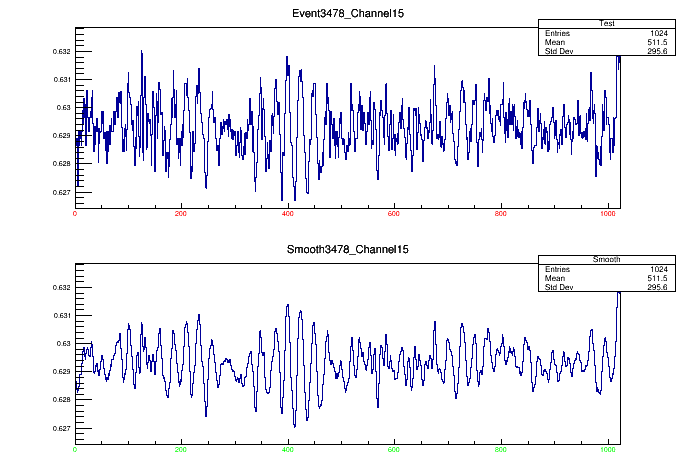 Event3478_Channel15
Test
Entries 1024
Mean 511.5
Std Dev 295.6
0.632
0.631
0.63
0.629
0.628
0.627
0 200 400 600 800 1000
Smooth3478_Channel15
Smooth
Entries 1024
Mean 511.5
Std Dev 295.6
0.632
0.631
0.63
0.629
0.628
0.627
0 200 400 600 800 1000